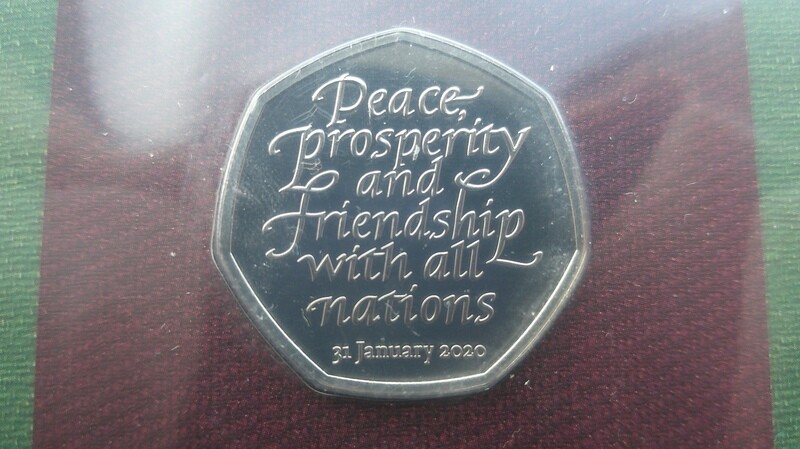 Peace,
prosperity
and
friendship
with all
nations
31 January 2020